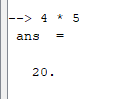 --> 4 * 5
ans  =
20.